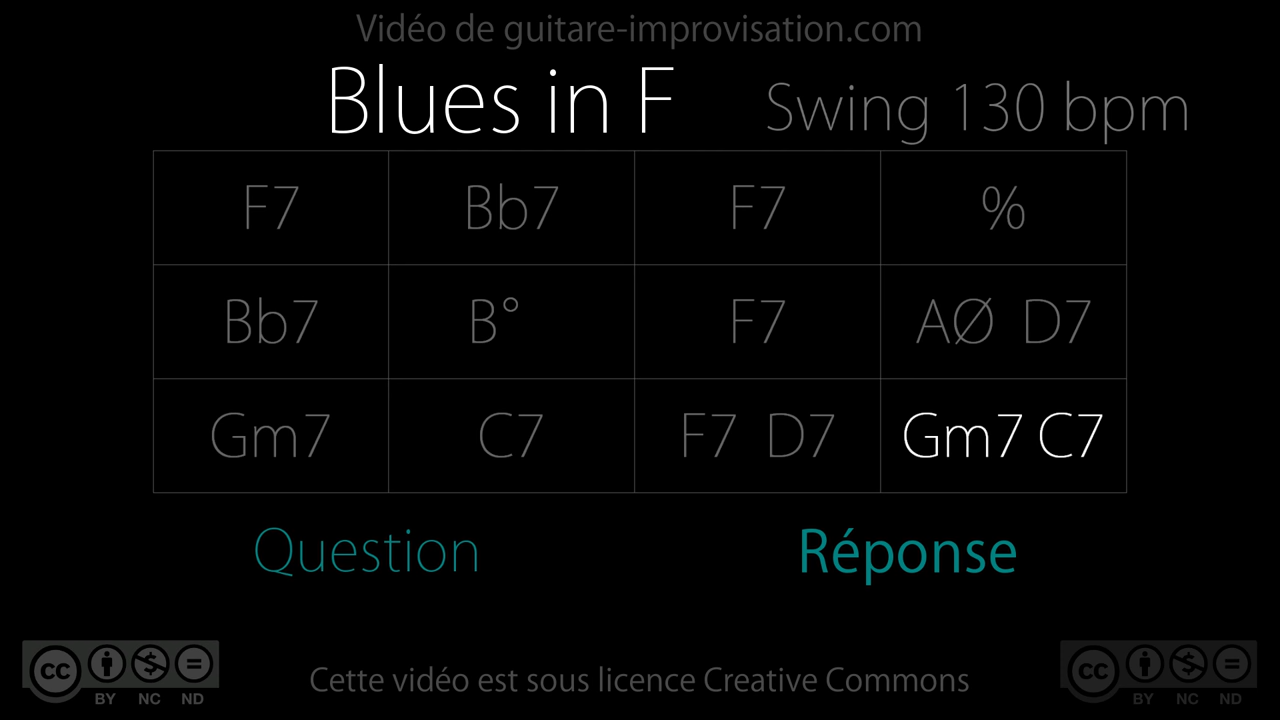 Vidéo de guitare-improvisation.com
Blues in F Swing 130 bpm
F7 Bb7 F7 %
Bb7 B° F7 AØ D7
Gm7 C7 F7 D7 Gm7 C7
Question Réponse
cc BY NC ND cc BY NC ND
Cette vidéo est sous licence Creative Commons